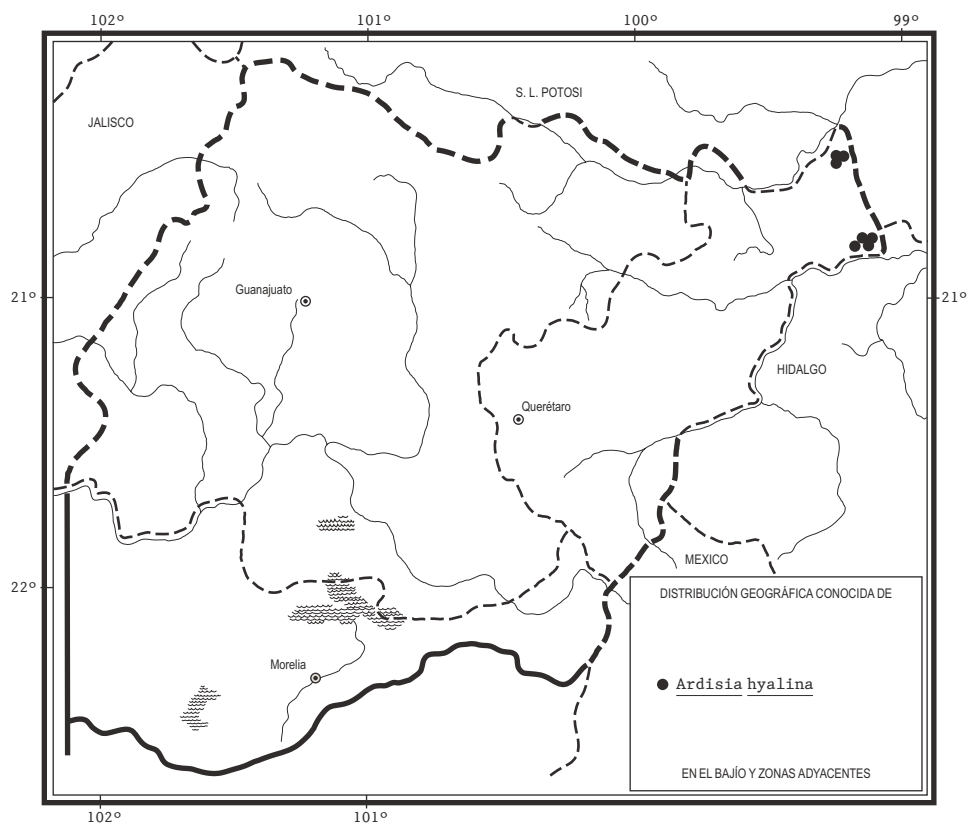 102º 101º 100º 99º
S. L. POTOSI
JALISCO
Guanajuato
21º 21º
HIDALGO
Querétaro
MEXICO
22º
DISTRIBUCIÓN GEOGRÁFICA CONOCIDA DE
Morelia
Ardisia hyalina
EN EL BAJÍO Y ZONAS ADYACENTES
102º 101º